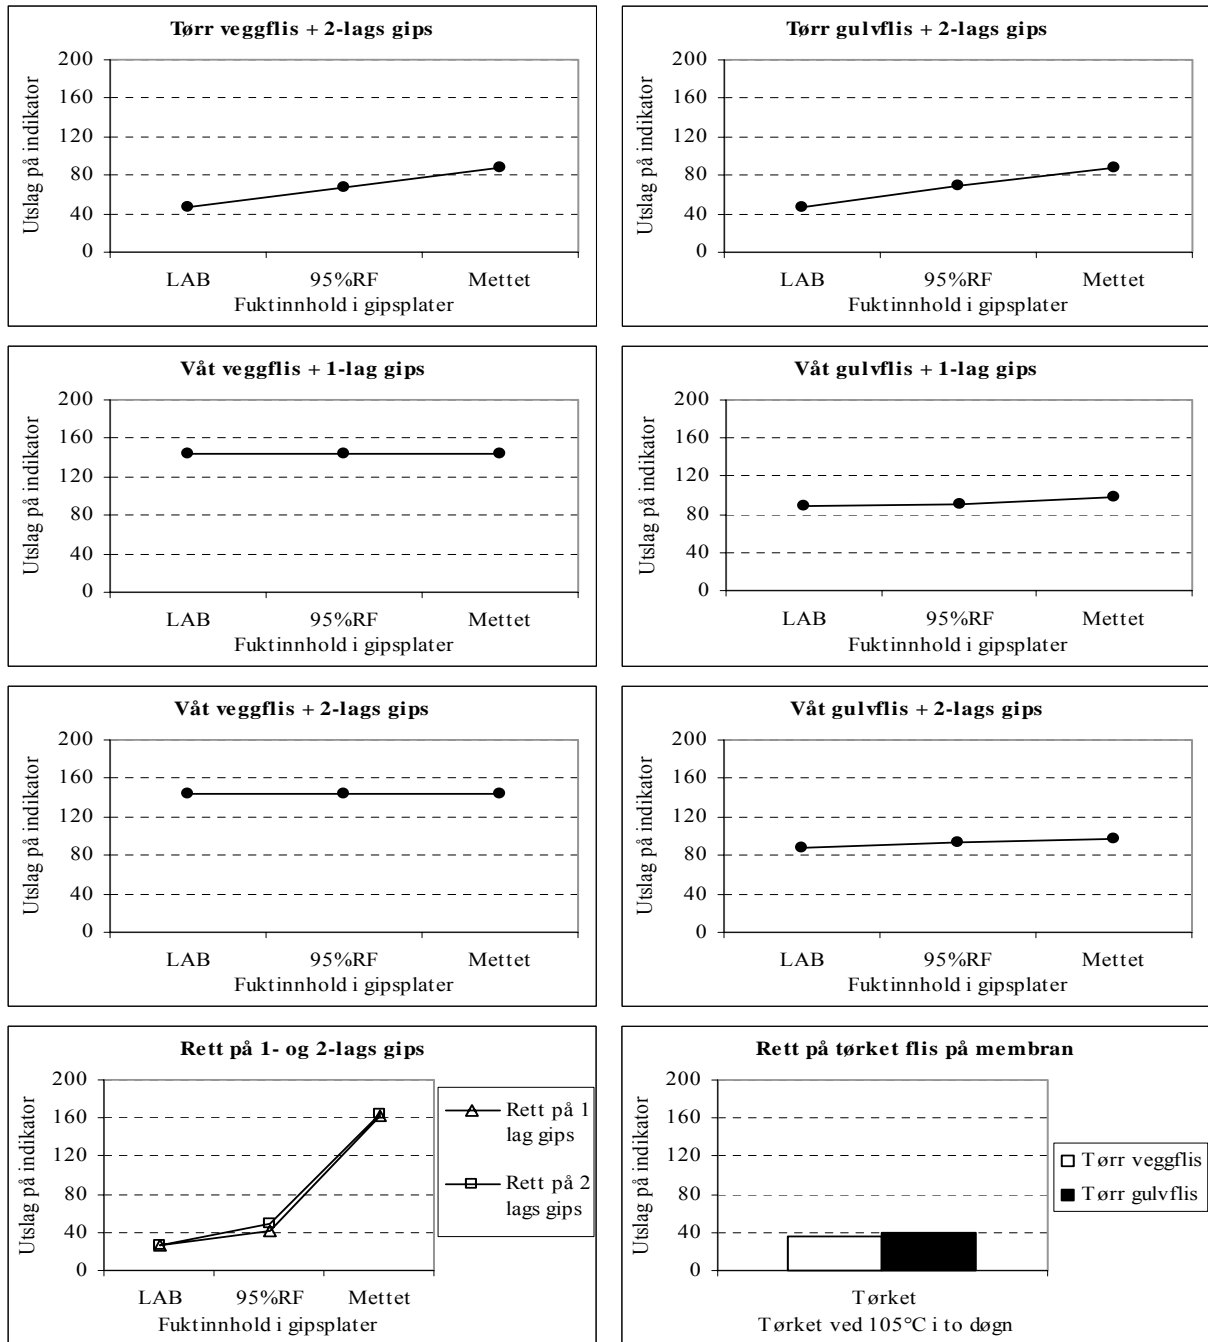 Tørr veggflis + 2-lags gips
Utslag på indikator
200
160
120
80
40
0
LAB 95%RF Mettet
Fuktinnhold i gipsplater
Tørr gulvflis + 2-lags gips
Utslag på indikator
200
160
120
80
40
0
LAB 95%RF Mettet
Fuktinnhold i gipsplater
Våt veggflis + 1-lag gips
Utslag på indikator
200
160
120
80
40
0
LAB 95%RF Mettet
Fuktinnhold i gipsplater
Våt gulvflis + 1-lag gips
Utslag på indikator
200
160
120
80
40
0
LAB 95%RF Mettet
Fuktinnhold i gipsplater
Våt veggflis + 2-lags gips
Utslag på indikator
200
160
120
80
40
0
LAB 95%RF Mettet
Fuktinnhold i gipsplater
Våt gulvflis + 2-lags gips
Utslag på indikator
200
160
120
80
40
0
LAB 95%RF Mettet
Fuktinnhold i gipsplater
Rett på 1- og 2-lags gips
Utslag på indikator
200
160
120
80
40
0
LAB 95%RF Mettet
Fuktinnhold i gipsplater
Rett på 1
lag gips
Rett på 2
lags gips
Rett på tørket flis på membran
Utslag på indikator
200
160
120
80
40
0
Tørket
Tørket ved 105°C i to døgn
Tørr veggflis
Tørr gulvflis